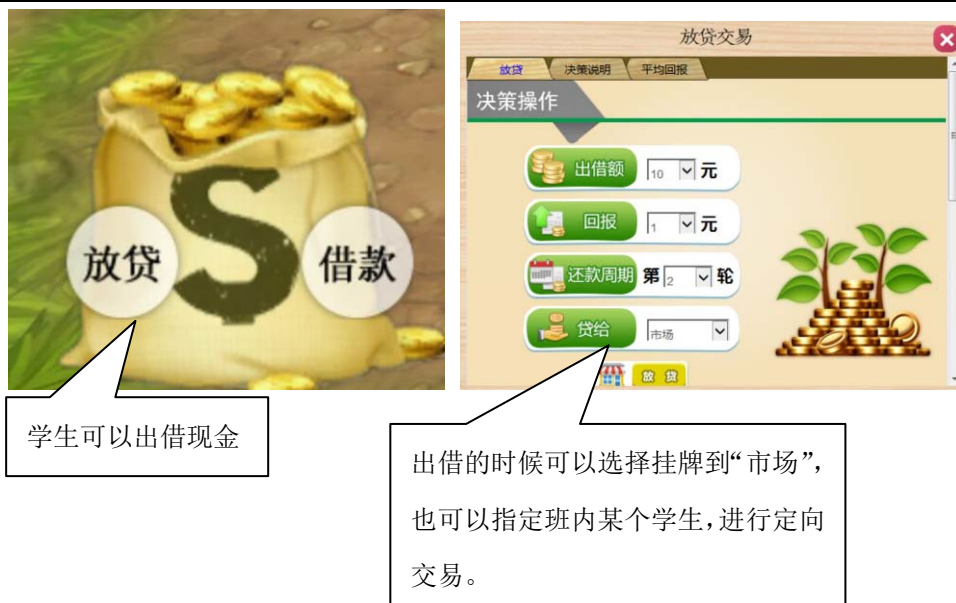 放贷
S
借款
学生可以出借现金
放贷交易
放贷 决策说明 平均回报
决策操作
出借额 10 元
回报 1 元
还款周期 第 2 轮
贷给 市场
放 贷
出借的时候可以选择挂牌到“市场”，
也可以指定班内某个学生，进行定向
交易。